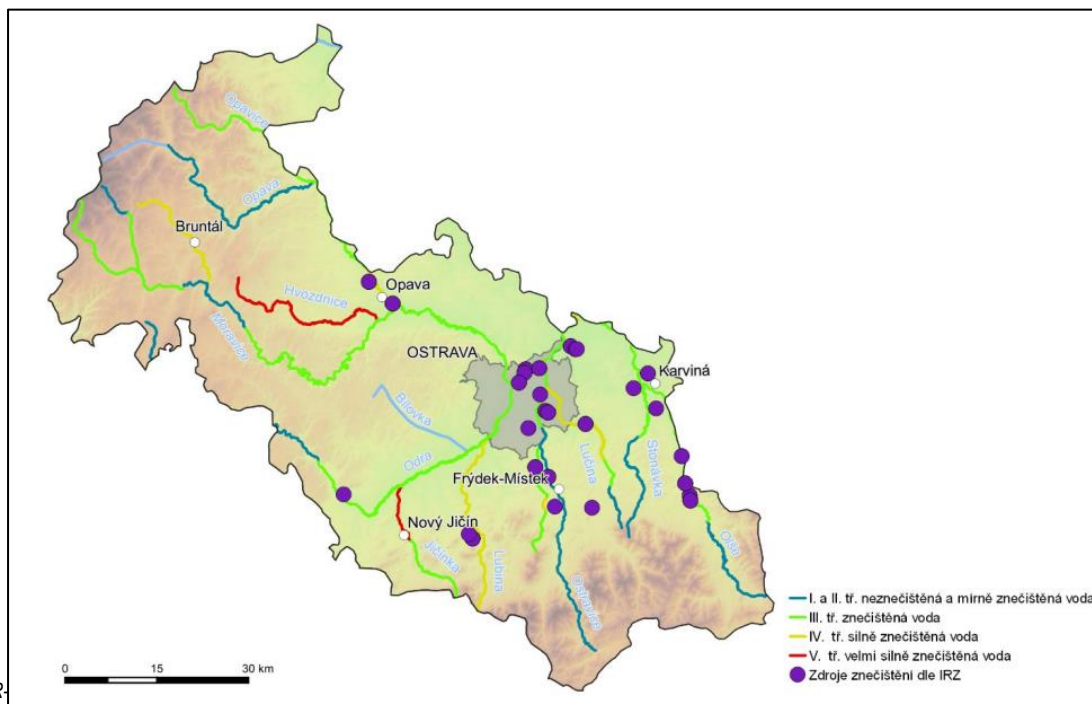 Opavice
Opava
Bruntál
Hvozdnice
Opava
Moravice
OSTRAVA
Karviná
Bílovka
Odra
Lučina
Stonávka
Frýdek-Místek
Nový Jičín
Jičínka
Lubina
Ostravice
Olše
I. a II. tř. neznečištěná a mírně znečištěná voda
III. tř. znečištěná voda
IV. tř. silně znečištěná voda
V. tř. velmi silně znečištěná voda
Zdroje znečištění dle IRZ
0 15 30 km